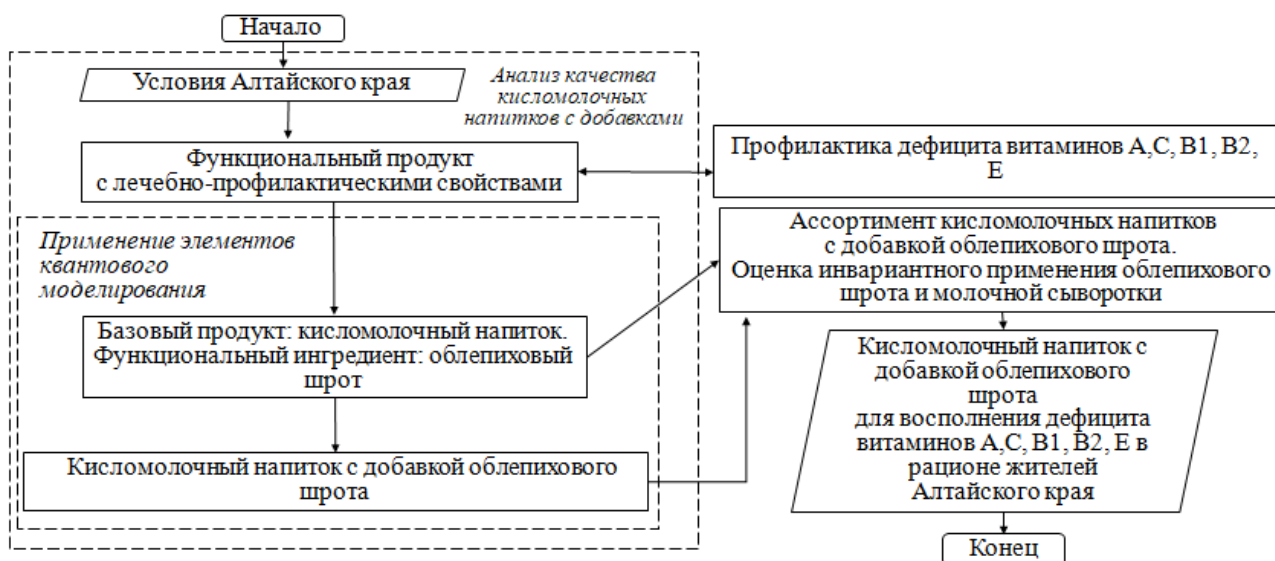 Начало
Условия Алтайского края
Анализ качества
кисломолочных
напитков с добавками
Функциональный продукт
с лечебно-профилактическими свойствами
Применение элементов
квантового
моделирования
Базовый продукт: кисломолочный напиток.
Функциональный ингредиент: облепиховый
шрот
Кисломолочный напиток с добавкой облепихового
шрота
Профилактика дефицита витаминов А,С, В1, В2,
Е
Ассортимент кисломолочных напитков
с добавкой облепихового шрота.
Оценка инвариантного применения облепихового
шрота и молочной сыворотки
Кисломолочный напиток с
добавкой облепихового
шрота
для восполнения дефицита
витаминов А,С, В1, В2, Е в
рационе жителей
Алтайского края
Конец